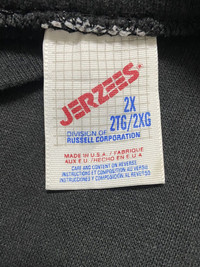 JERZEES
2X
2TG/2XG
DIVISION OF
RUSSELL CORPORATION
MADE IN U.S.A. / FABRIQUE
AUX E.U. / HECHO EN E.U.A
CARE AND CONTENT ON REVERSE
INSTRUCTIONS ET COMPOSITION AU VERSO
INSTRUCCIONES Y COMPOSICION AL REVERSO